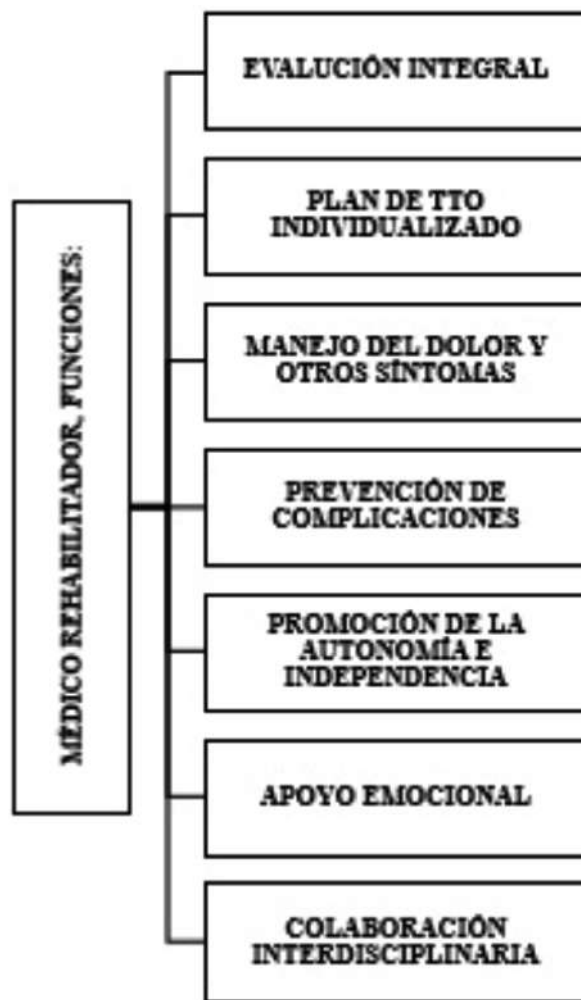 MÉDICO REHABILITADOR, FUNCIONES:
EVALUCIÓN INTEGRAL
PLAN DE TTO
INDIVIDUALIZADO
MANEJO DEL DOLOR Y
OTROS SÍNTOMAS
PREVENCIÓN DE
COMPLICACIONES
PROMOCIÓN DE LA
AUTONOMÍA E
INDEPENDENCIA
APOYO EMOCIONAL
COLABORACIÓN
INTERDISCIPLINARIA